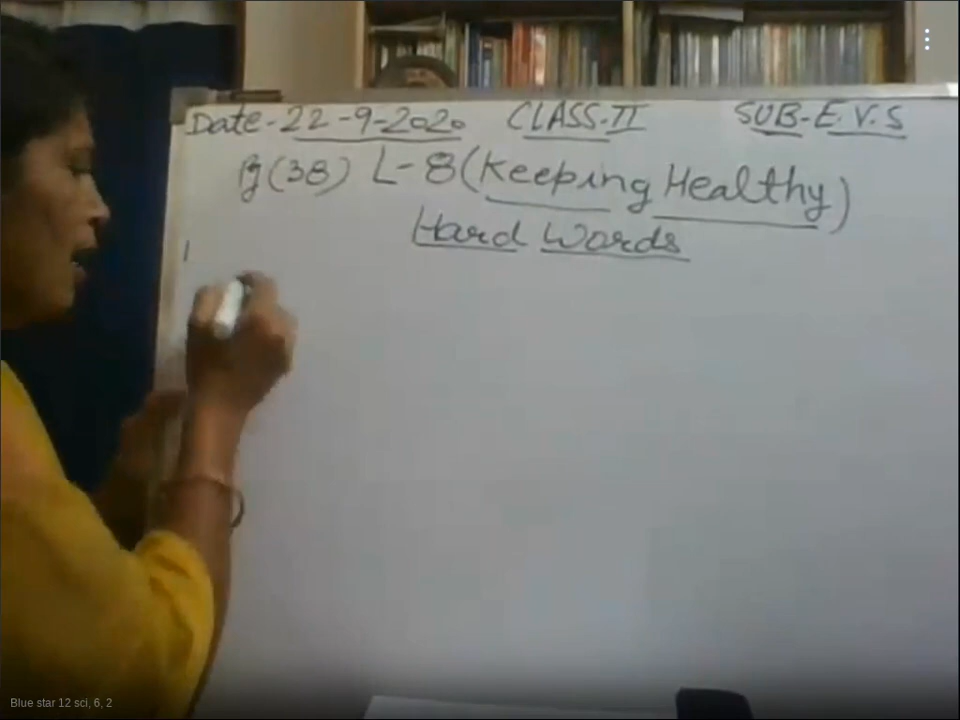 Date-22-9-2020 CLASS-II SUB-E.V.S
Pg(38) L-8(Keeping Healthy)
Hard Words
1
Blue star 12 sci, 6, 2